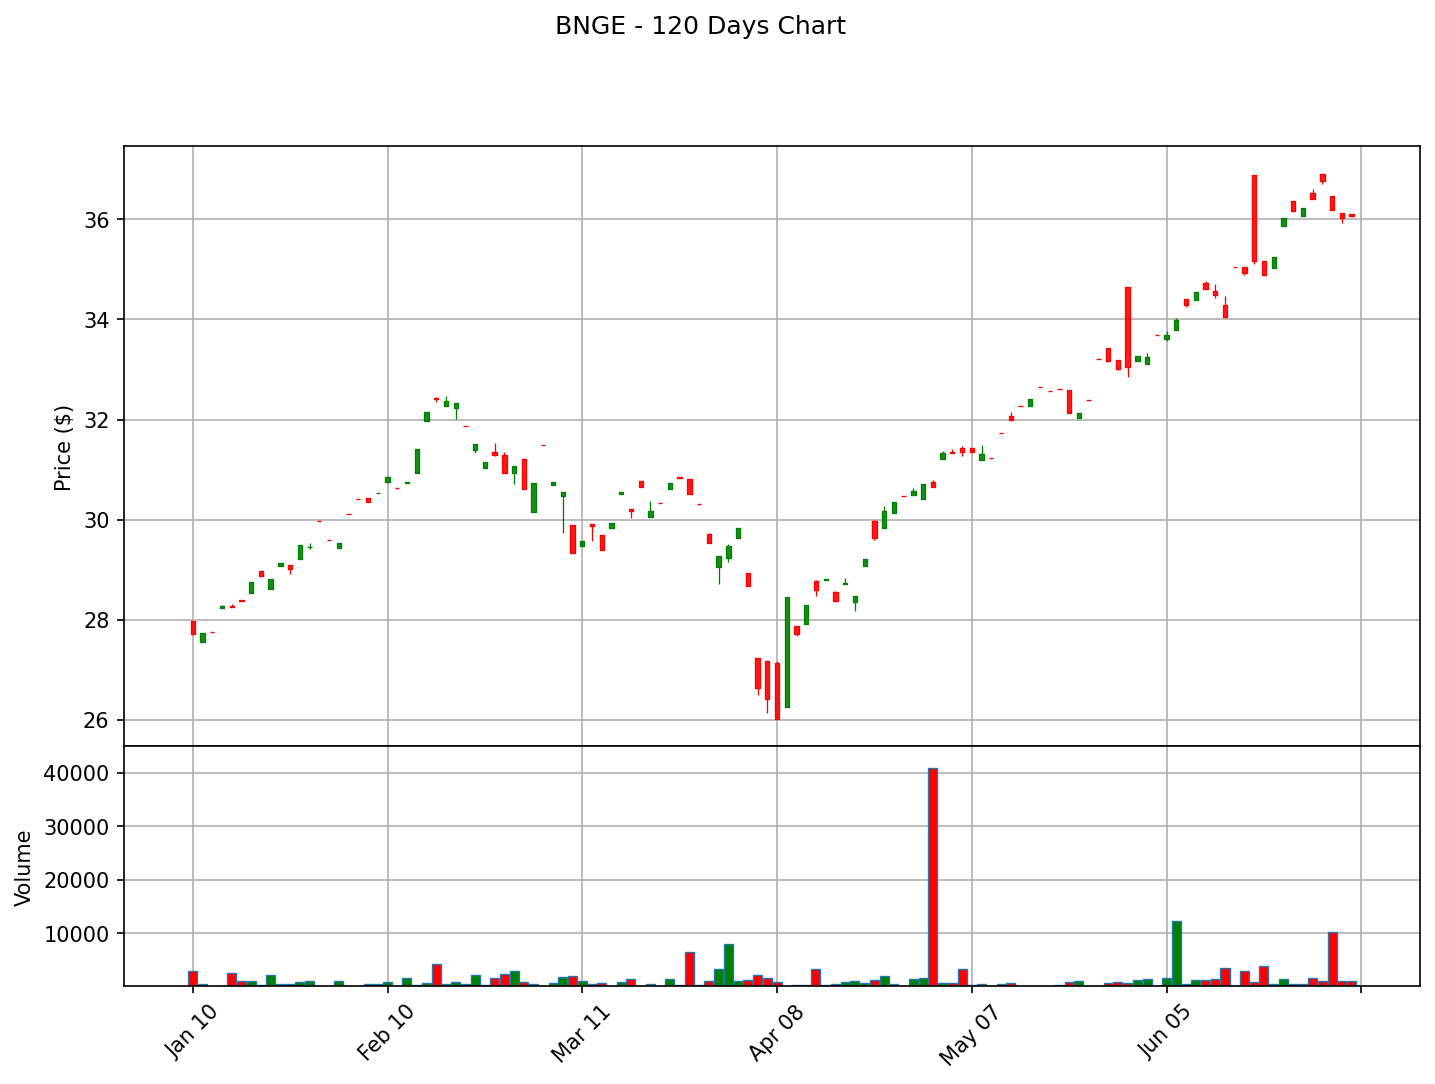 BNGE - 120 Days Chart
Price ($)
36
34
32
30
28
26
Volume
40000
30000
20000
10000
Jan 10
Feb 10
Mar 11
Apr 08
May 07
Jun 05